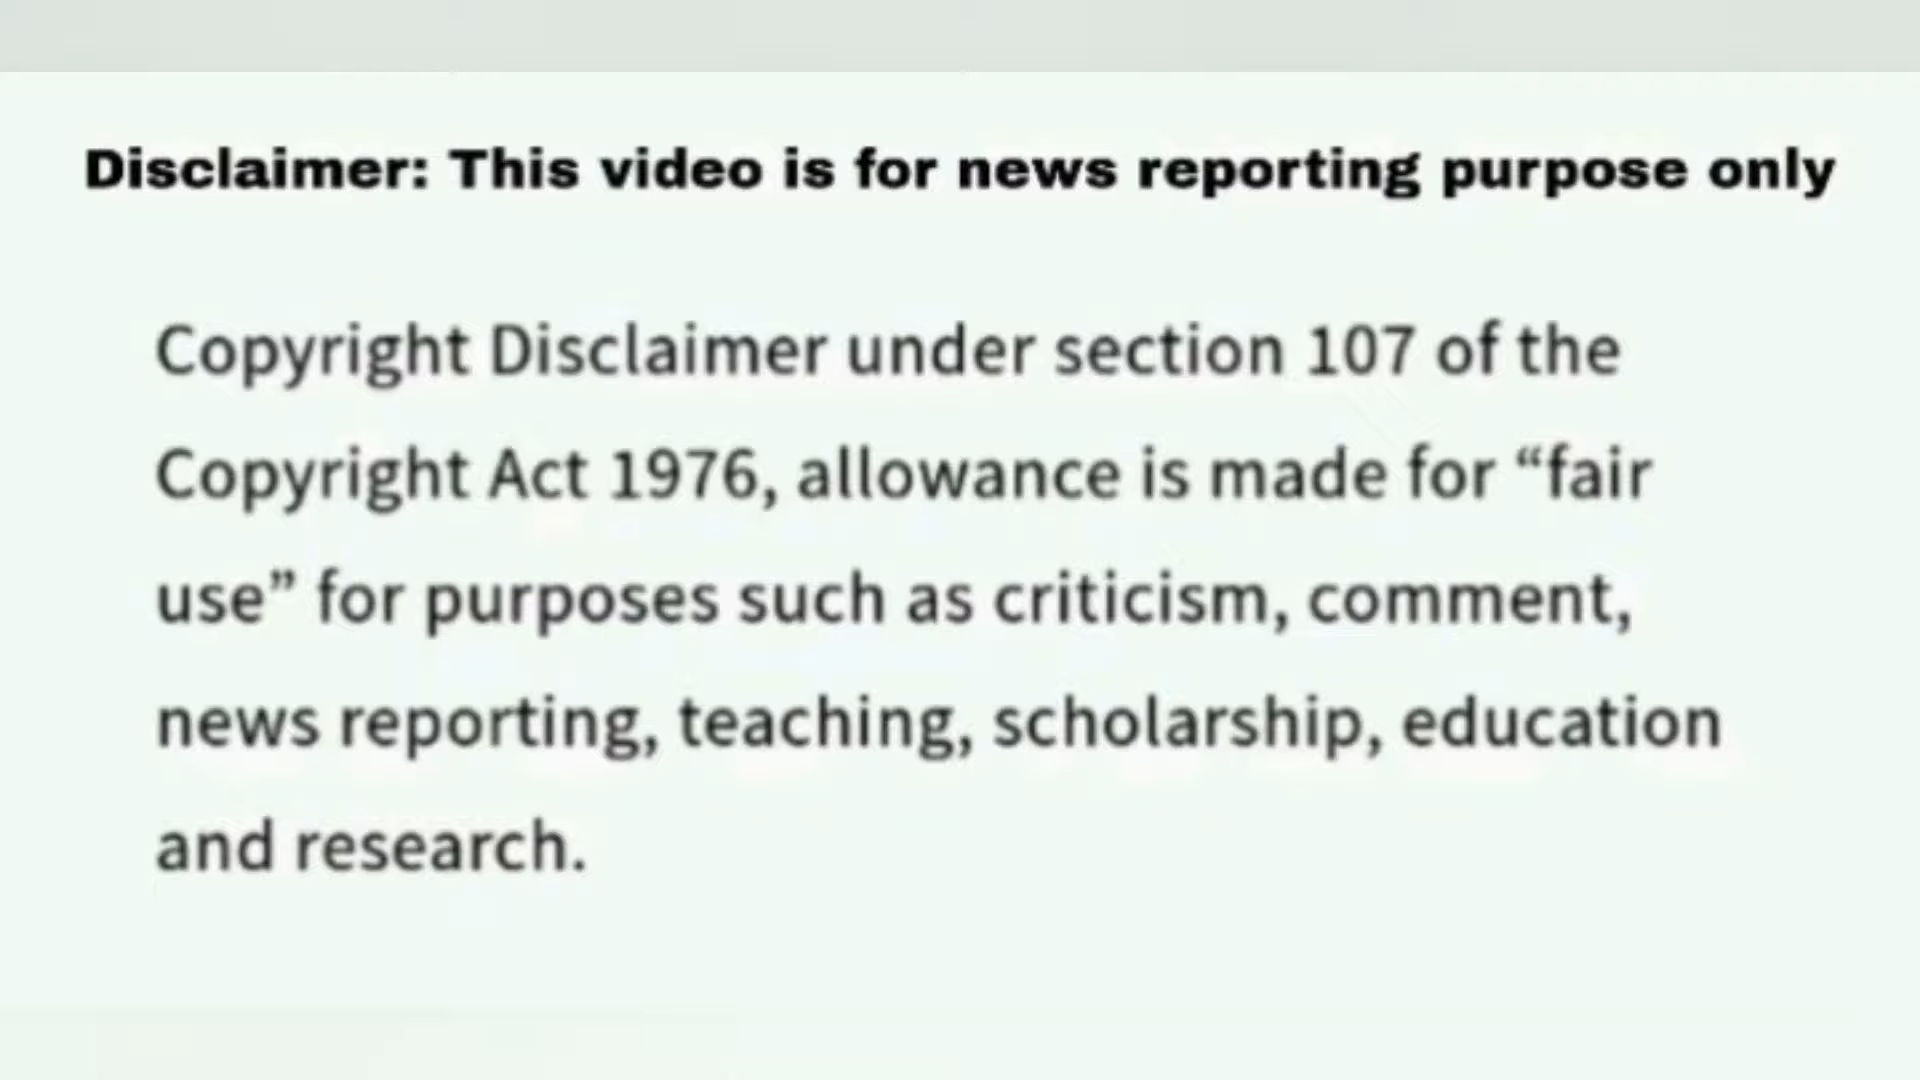 Disclaimer: This video is for news reporting purpose only
Copyright Disclaimer under section 107 of the
Copyright Act 1976, allowance is made for “fair
use” for purposes such as criticism, comment,
news reporting, teaching, scholarship, education
and research.